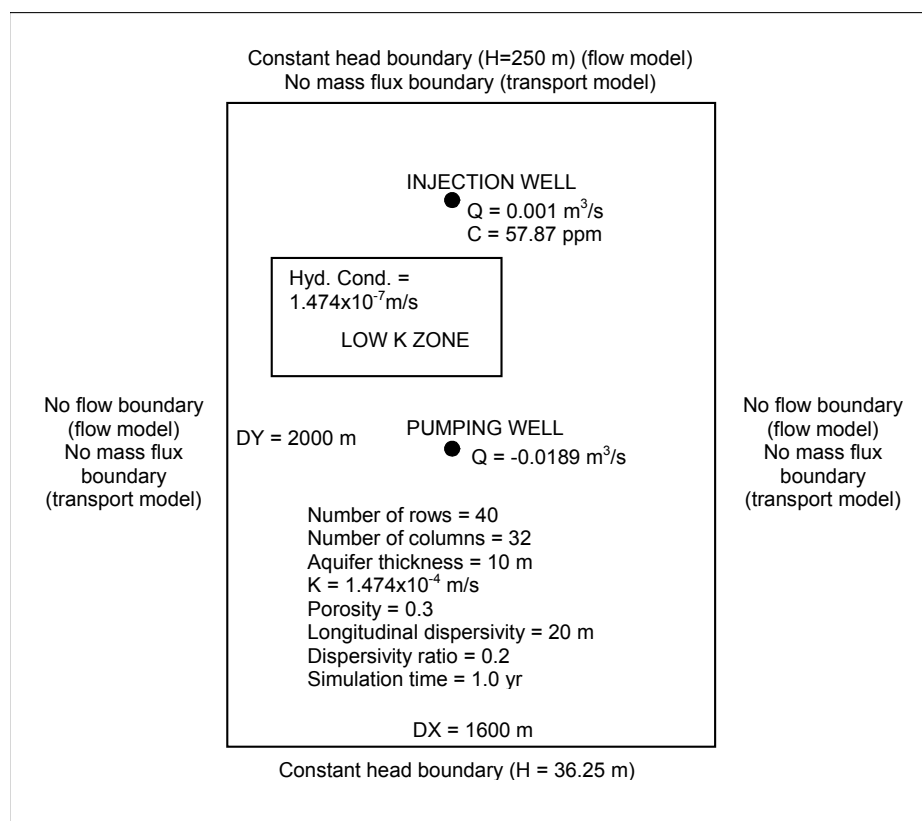 Constant head boundary (H=250 m) (flow model)
No mass flux boundary (transport model)
INJECTION WELL
Q = 0.001 m³/s
C = 57.87 ppm
Hyd. Cond. =
1.474x10⁻⁷m/s
LOW K ZONE
No flow boundary
(flow model)
No mass flux
boundary
(transport model)
DY = 2000 m
PUMPING WELL
Q = -0.0189 m³/s
No flow boundary
(flow model)
No mass flux
boundary
(transport model)
Number of rows = 40
Number of columns = 32
Aquifer thickness = 10 m
K = 1.474x10⁻⁴ m/s
Porosity = 0.3
Longitudinal dispersivity = 20 m
Dispersivity ratio = 0.2
Simulation time = 1.0 yr
DX = 1600 m
Constant head boundary (H = 36.25 m)